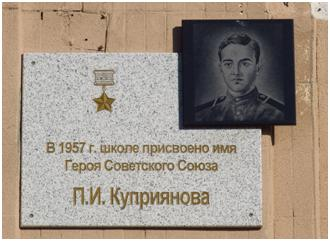 В 1957 г. школе присвоено имя
Героя Советского Союза
П.И. Куприянова